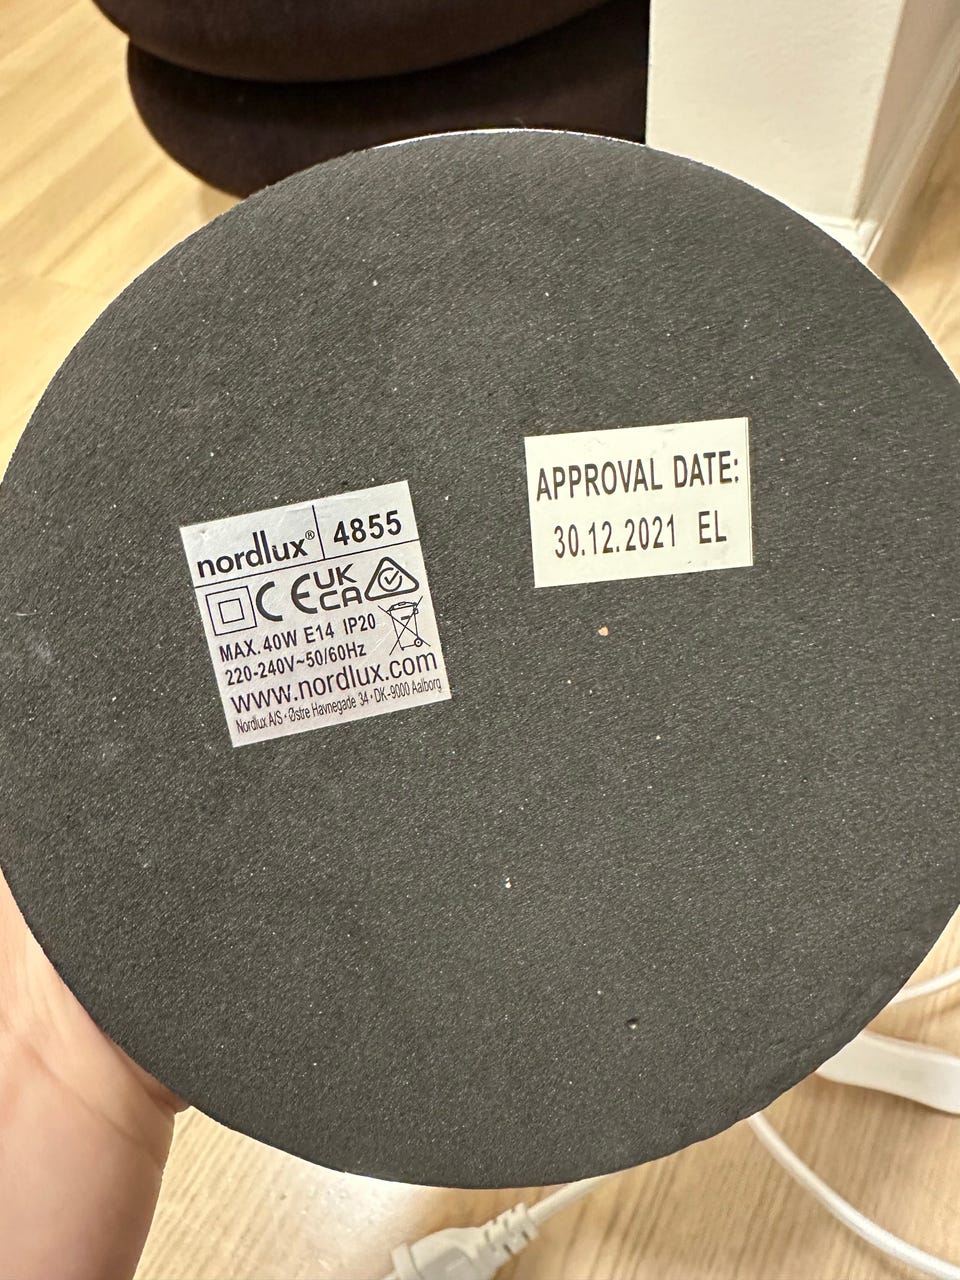 nordlux® 4855
CE UK CA
MAX. 40W E14 IP20
220-240V~50/60Hz
www.nordlux.com
Nordlux A/S • Østre Havnegade 34 • DK-9000 Aalborg
APPROVAL DATE:
30.12.2021 EL